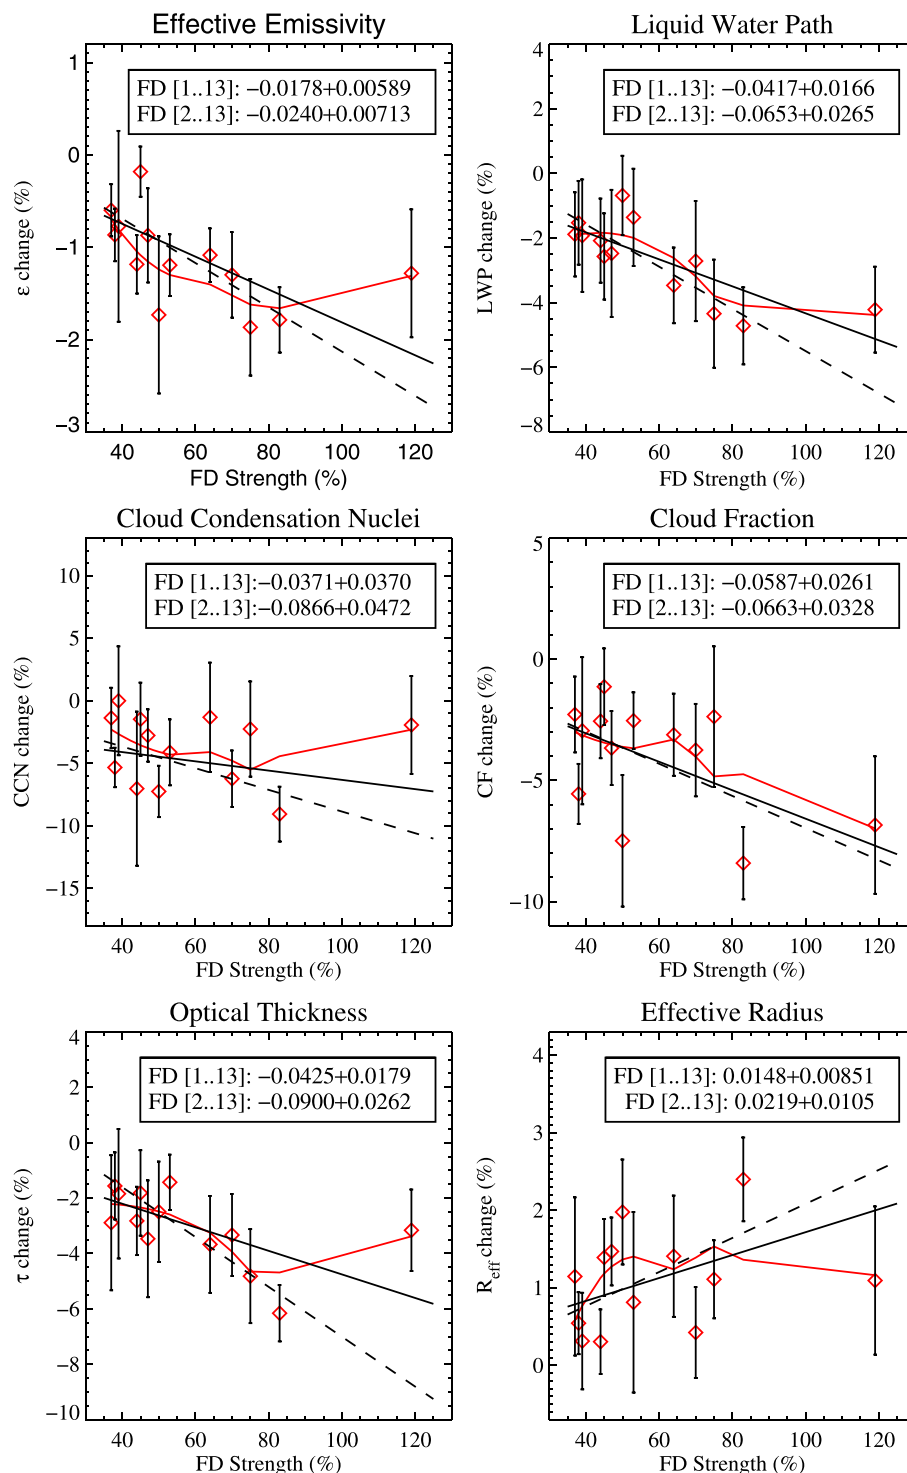 Effective Emissivity
1
0
−1
−2
−3
ε change (%)
FD [1..13]: −0.0178+0.00589
FD [2..13]: −0.0240+0.00713
40 60 80 100 120
FD Strength (%)
Liquid Water Path
4
2
0
−2
−4
−6
−8
LWP change (%)
FD [1..13]: −0.0417+0.0166
FD [2..13]: −0.0653+0.0265
40 60 80 100 120
FD Strength (%)
Cloud Condensation Nuclei
10
5
0
−5
−10
−15
CCN change (%)
FD [1..13]:−0.0371+0.0370
FD [2..13]:−0.0866+0.0472
40 60 80 100 120
FD Strength (%)
Cloud Fraction
5
0
−5
−10
CF change (%)
FD [1..13]: −0.0587+0.0261
FD [2..13]: −0.0663+0.0328
40 60 80 100 120
FD Strength (%)
Optical Thickness
4
2
0
−2
−4
−6
−8
−10
τ change (%)
FD [1..13]: −0.0425+0.0179
FD [2..13]: −0.0900+0.0262
40 60 80 100 120
FD Strength (%)
Effective Radius
4
3
2
1
0
R_eff change (%)
FD [1..13]: 0.0148+0.00851
FD [2..13]: 0.0219+0.0105
40 60 80 100 120
FD Strength (%)